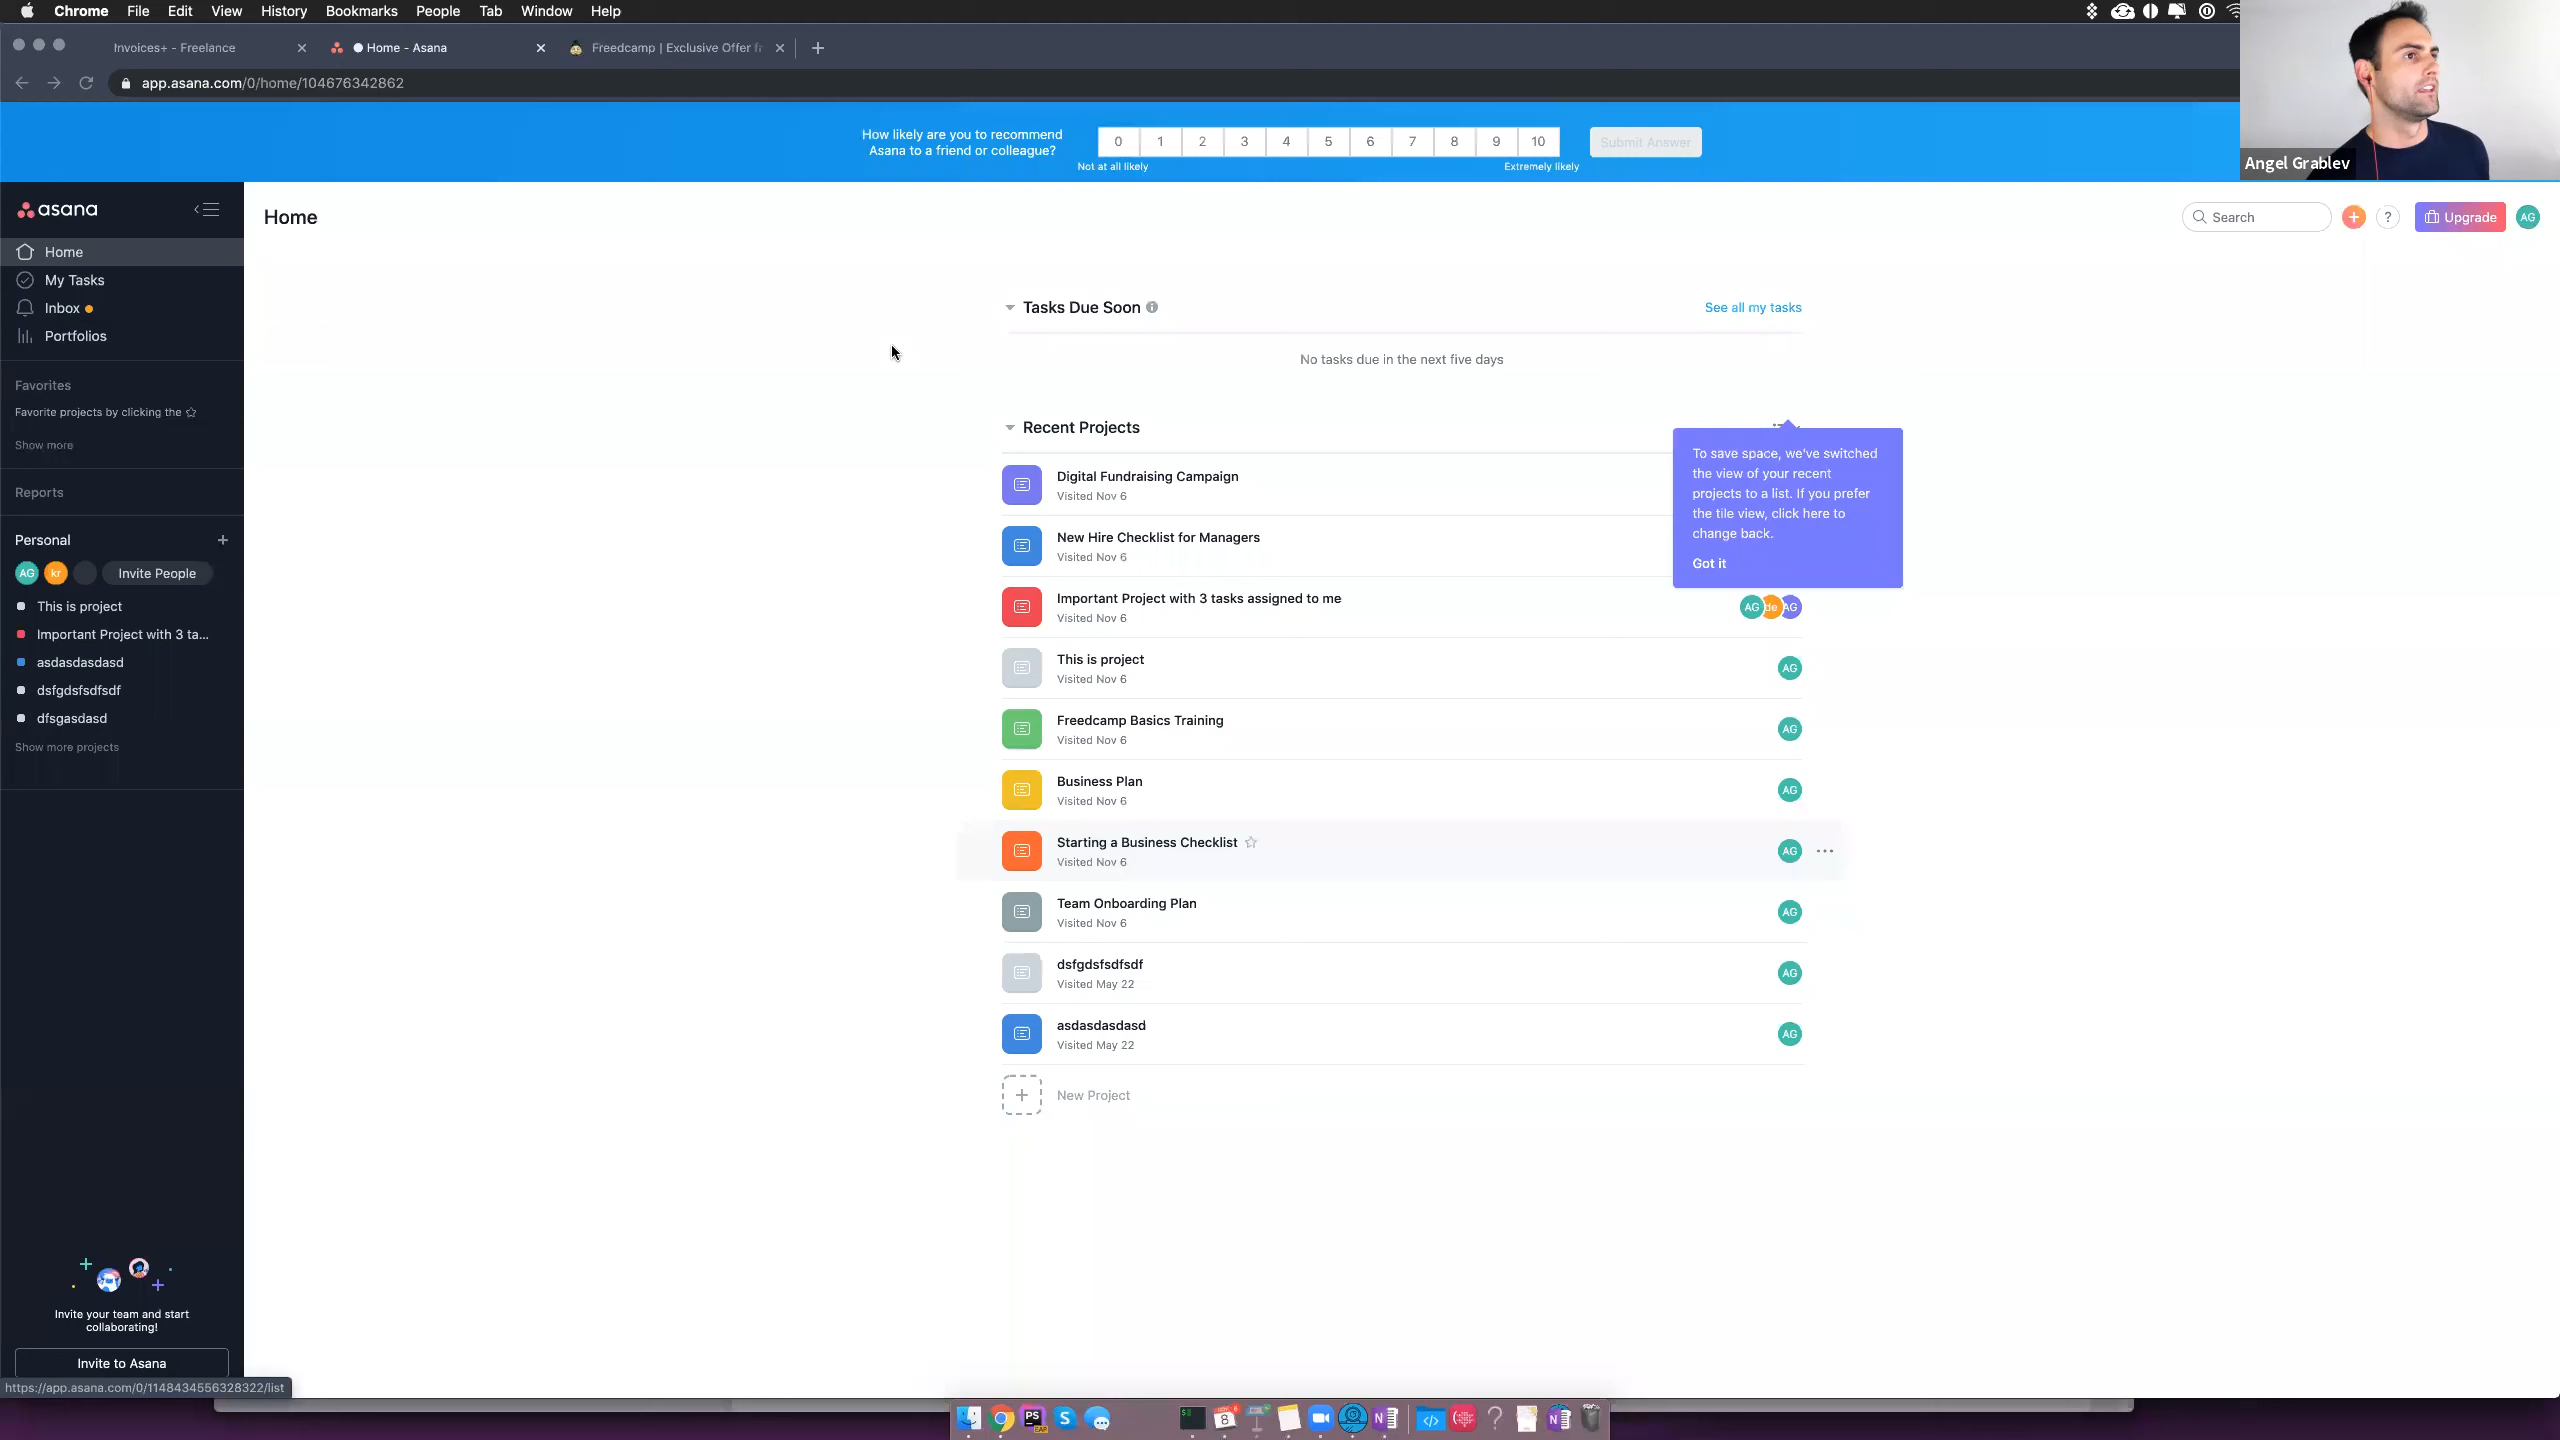 Chrome File Edit View History Bookmarks People Tab Window Help
Invoices+ - Freelance
Home - Asana
Freedcamp | Exclusive Offer f
app.asana.com/0/home/104676342862
How likely are you to recommend
Asana to a friend or colleague?
0 1 2 3 4 5 6 7 8 9 10
Not at all likely
Extremely likely
Submit Answer
Angel Grablev
asana
Home
My Tasks
Inbox
Portfolios
Favorites
Favorite projects by clicking the
Show more
Reports
Personal
AG kr Invite People
This is project
Important Project with 3 ta...
asdasdasdasd
dsfgdsfsdfsdf
dfsgasdasd
Show more projects
Invite your team and start
collaborating!
Invite to Asana
https://app.asana.com/0/1148434556328322/list
Home
Search
?
Upgrade
AG
Tasks Due Soon
See all my tasks
No tasks due in the next five days
Recent Projects
Digital Fundraising Campaign
Visited Nov 6
New Hire Checklist for Managers
Visited Nov 6
Important Project with 3 tasks assigned to me
Visited Nov 6
AG de AG
This is project
Visited Nov 6
AG
Freedcamp Basics Training
Visited Nov 6
AG
Business Plan
Visited Nov 6
AG
Starting a Business Checklist
Visited Nov 6
AG
Team Onboarding Plan
Visited Nov 6
AG
dsfgdsfsdfsdf
Visited May 22
AG
asdasdasdasd
Visited May 22
AG
New Project
To save space, we've switched
the view of your recent
projects to a list. If you prefer
the tile view, click here to
change back.
Got it
PS
EAP
8